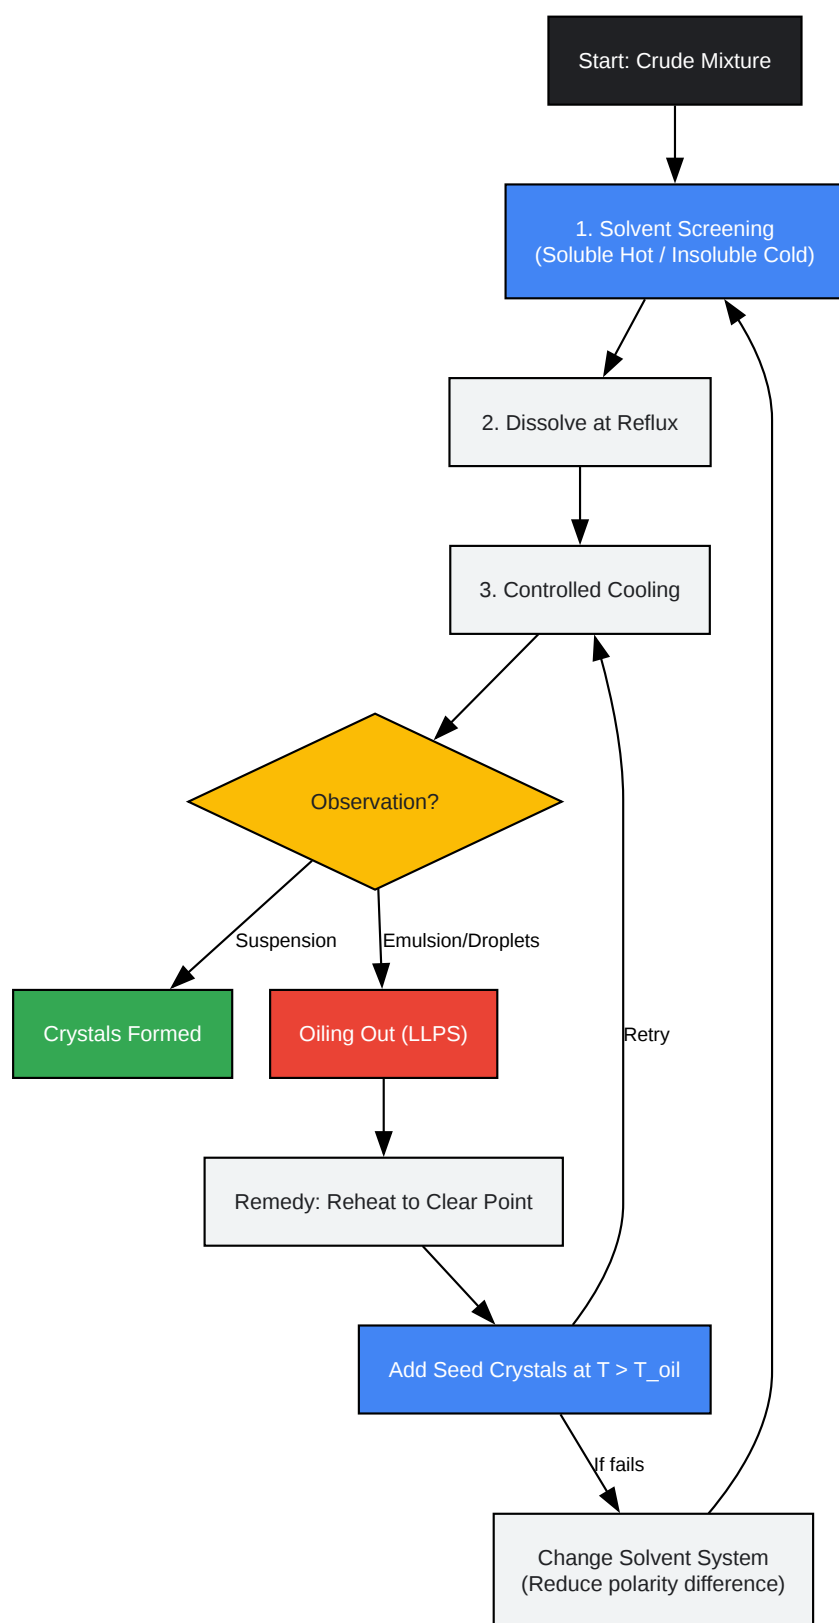 Start: Crude Mixture
1. Solvent Screening
(Soluble Hot / Insoluble Cold)
2. Dissolve at Reflux
3. Controlled Cooling
Observation?
Suspension
Emulsion/Droplets
Crystals Formed
Oiling Out (LLPS)
Retry
Remedy: Reheat to Clear Point
Add Seed Crystals at T > T_oil
If fails
Change Solvent System
(Reduce polarity difference)